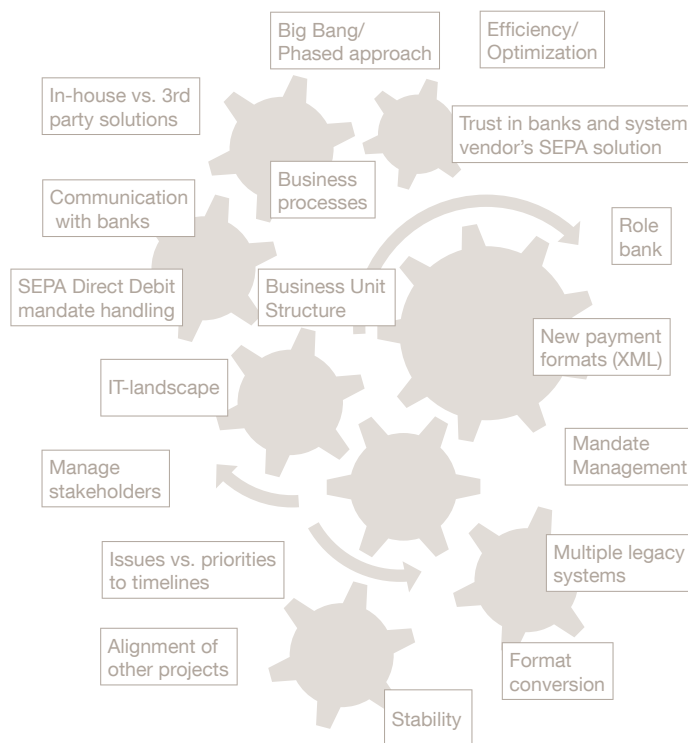 Big Bang/
Phased approach
Efficiency/
Optimization
In-house vs. 3rd
party solutions
Trust in banks and system
vendor's SEPA solution
Business
processes
Communication
with banks
Role
bank
SEPA Direct Debit
mandate handling
Business Unit
Structure
New payment
formats (XML)
IT-landscape
Mandate
Management
Manage
stakeholders
Issues vs. priorities
to timelines
Multiple legacy
systems
Alignment of
other projects
Format
conversion
Stability